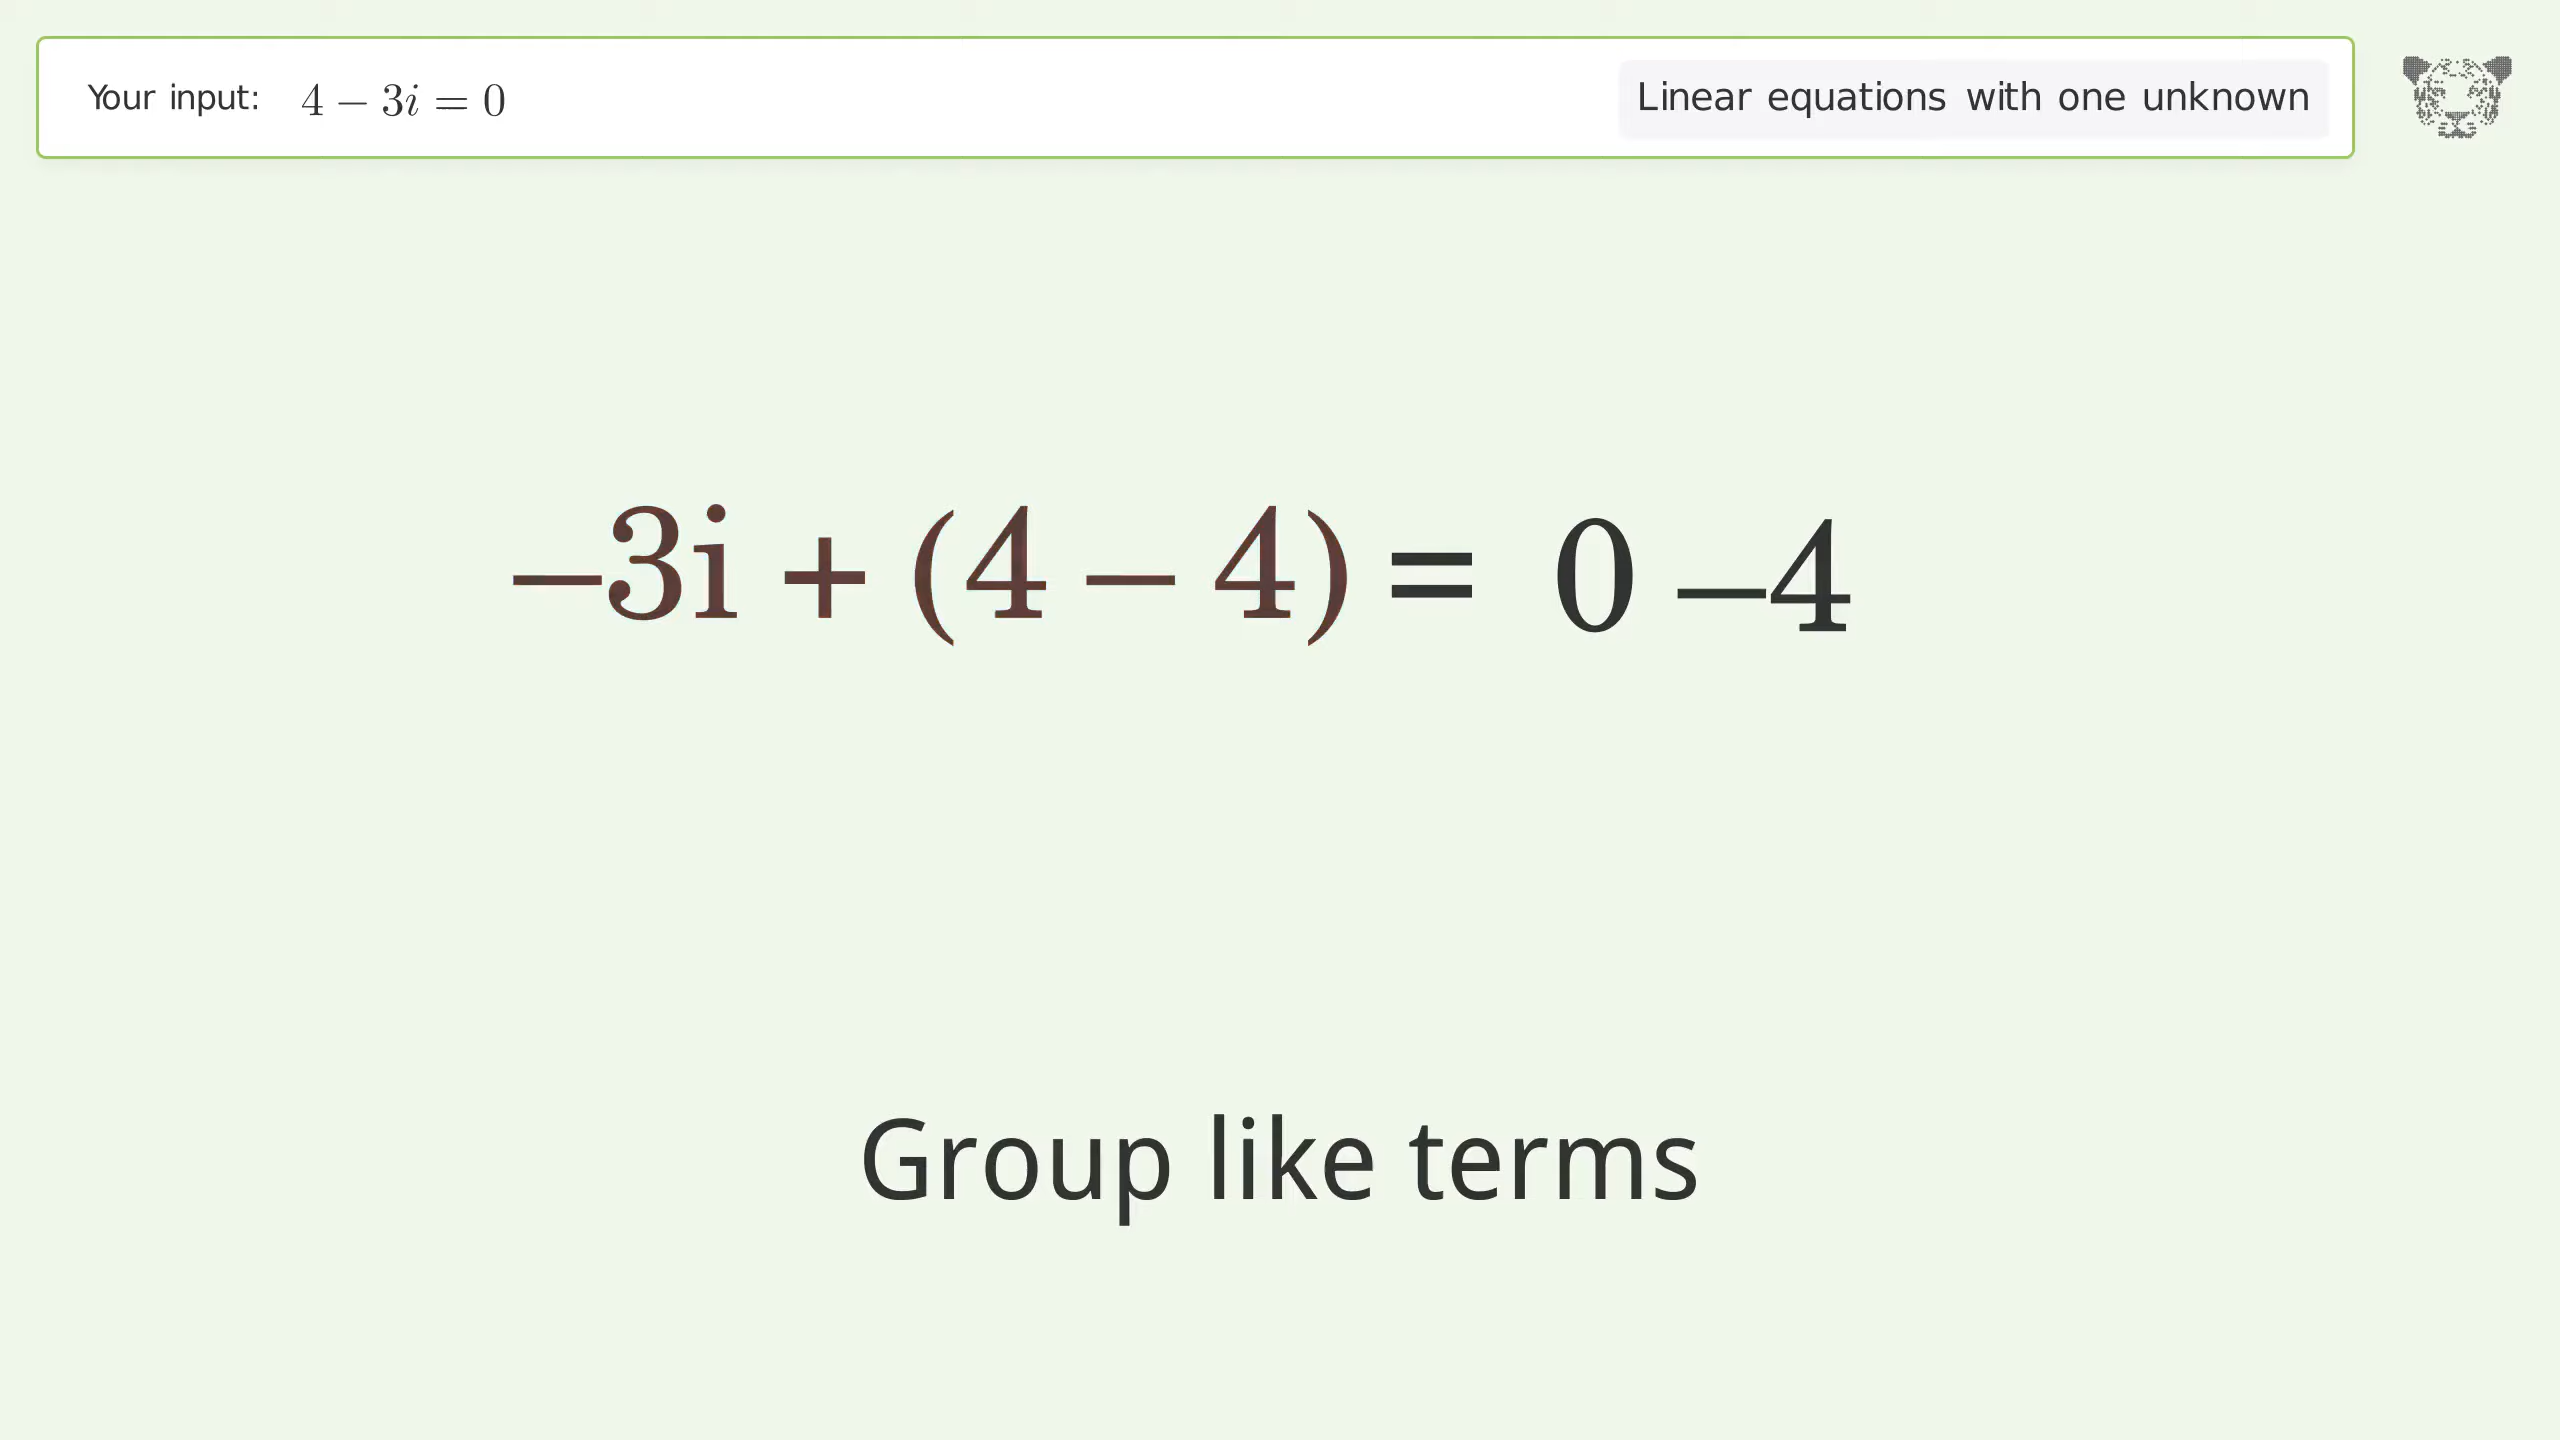 Your input: 4 − 3i = 0 Linear equations with one unknown
−3i + (4 − 4) = 0 −4
Group like terms